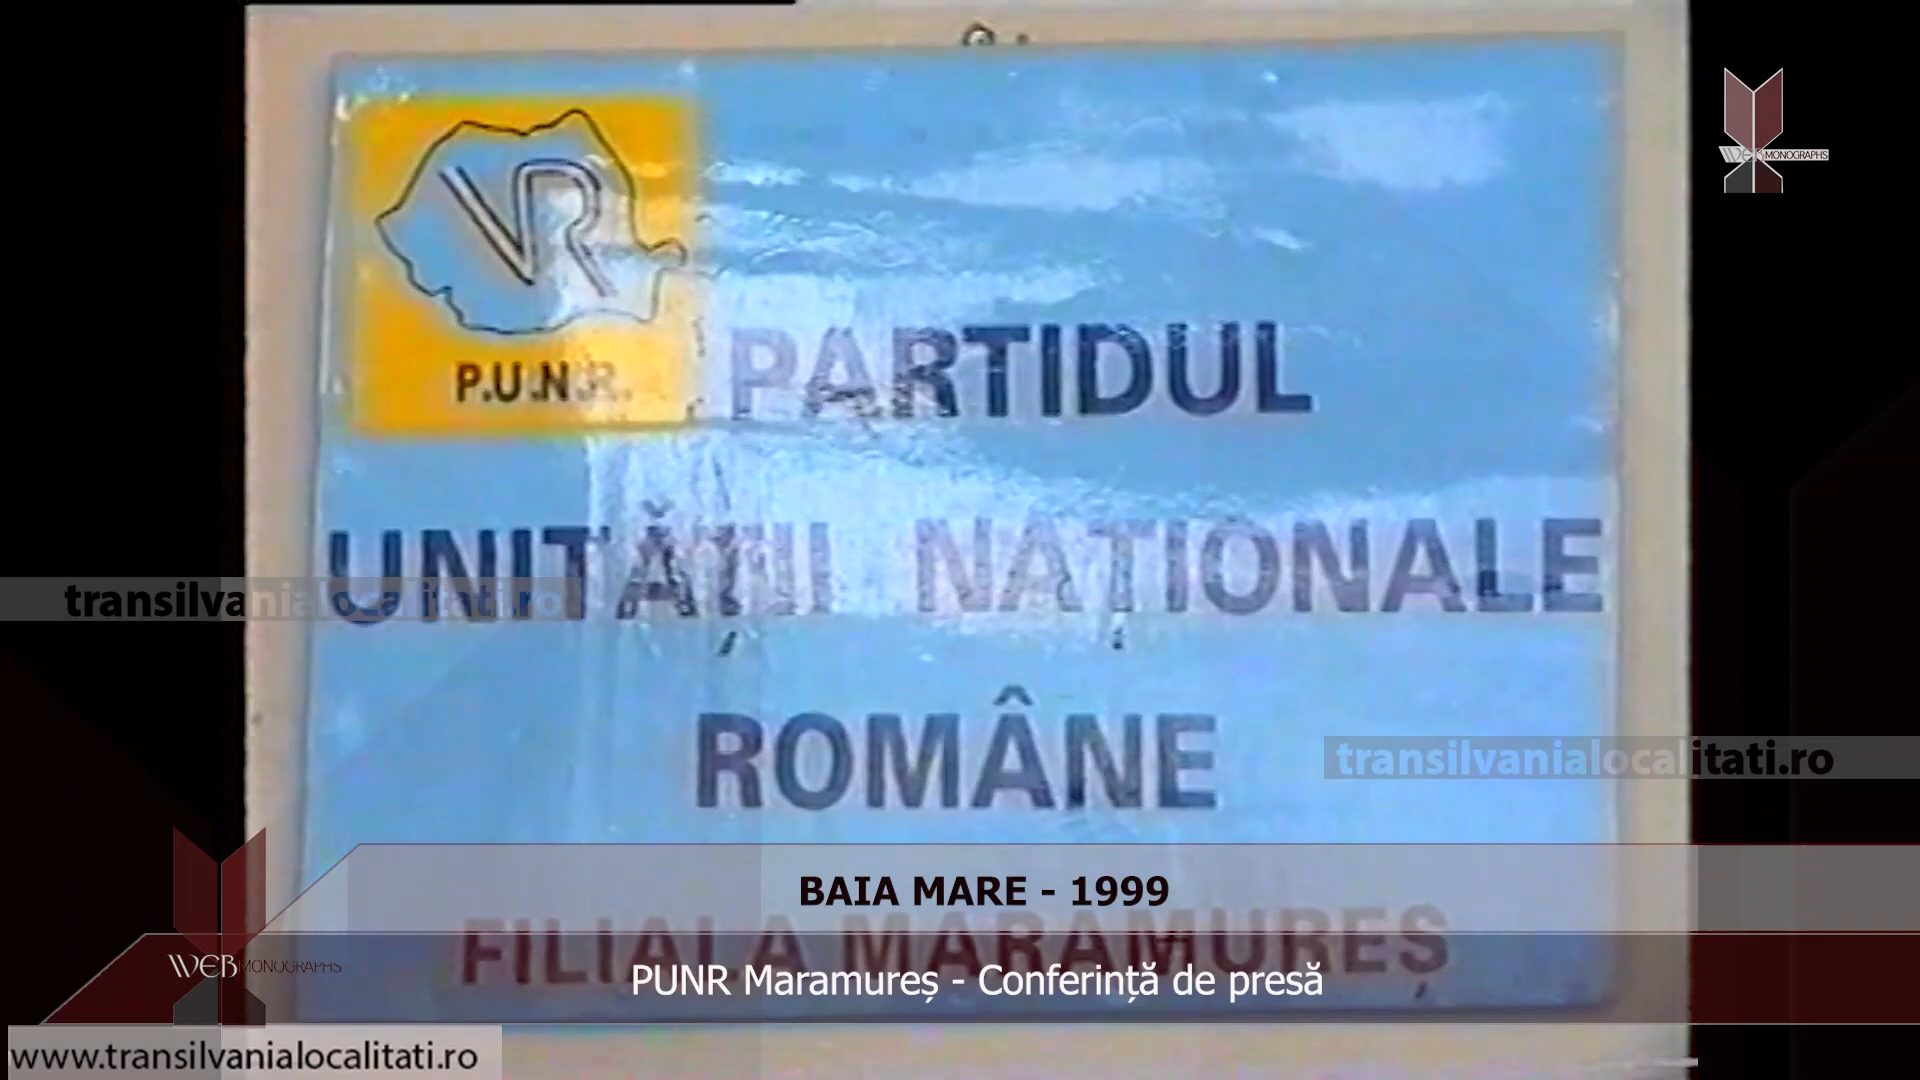 VR
P.U.N.R.
PARTIDUL
UNITĂȚII NAȚIONALE
ROMÂNE
FILIALA MARAMUREȘ
WEB MONOGRAPHS
transilvanialocalitati.ro
transilvanialocalitati.ro
BAIA MARE - 1999
PUNR Maramureș - Conferință de presă
WEB MONOGRAPHS
www.transilvanialocalitati.ro